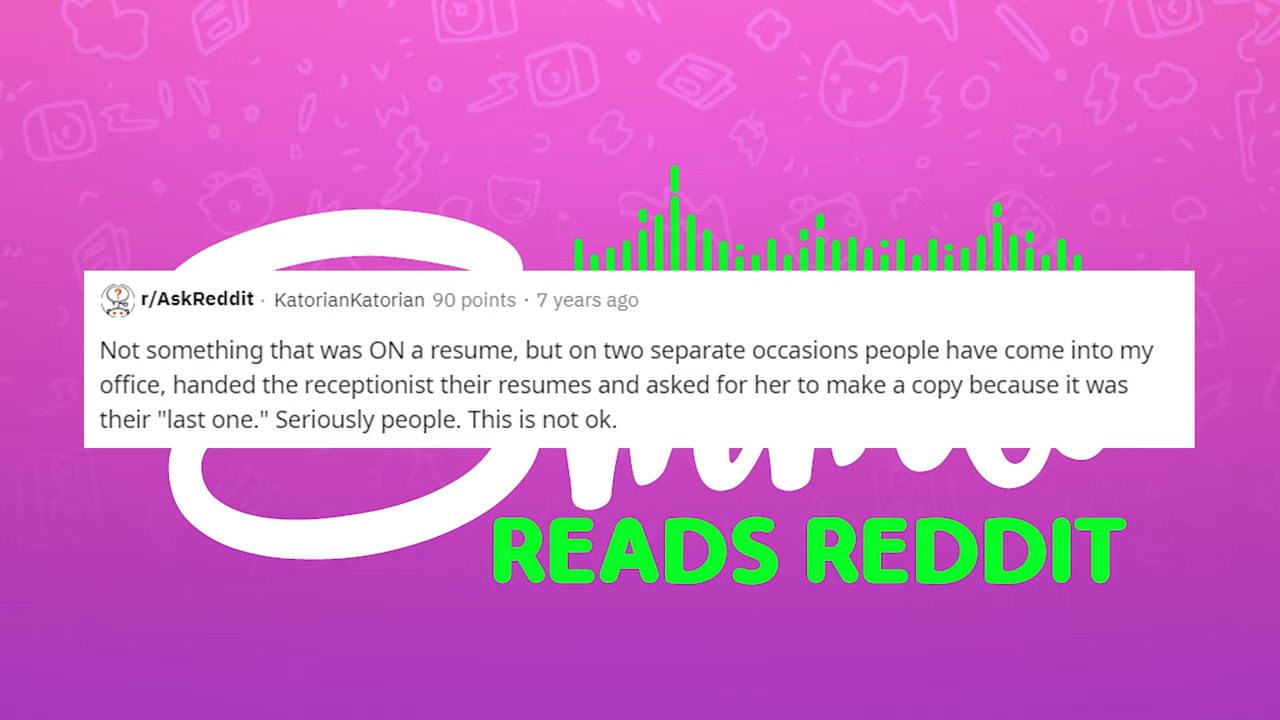 r/AskReddit · KatorianKatorian 90 points · 7 years ago
Not something that was ON a resume, but on two separate occasions people have come into my
office, handed the receptionist their resumes and asked for her to make a copy because it was
their "last one." Seriously people. This is not ok.
READS REDDIT